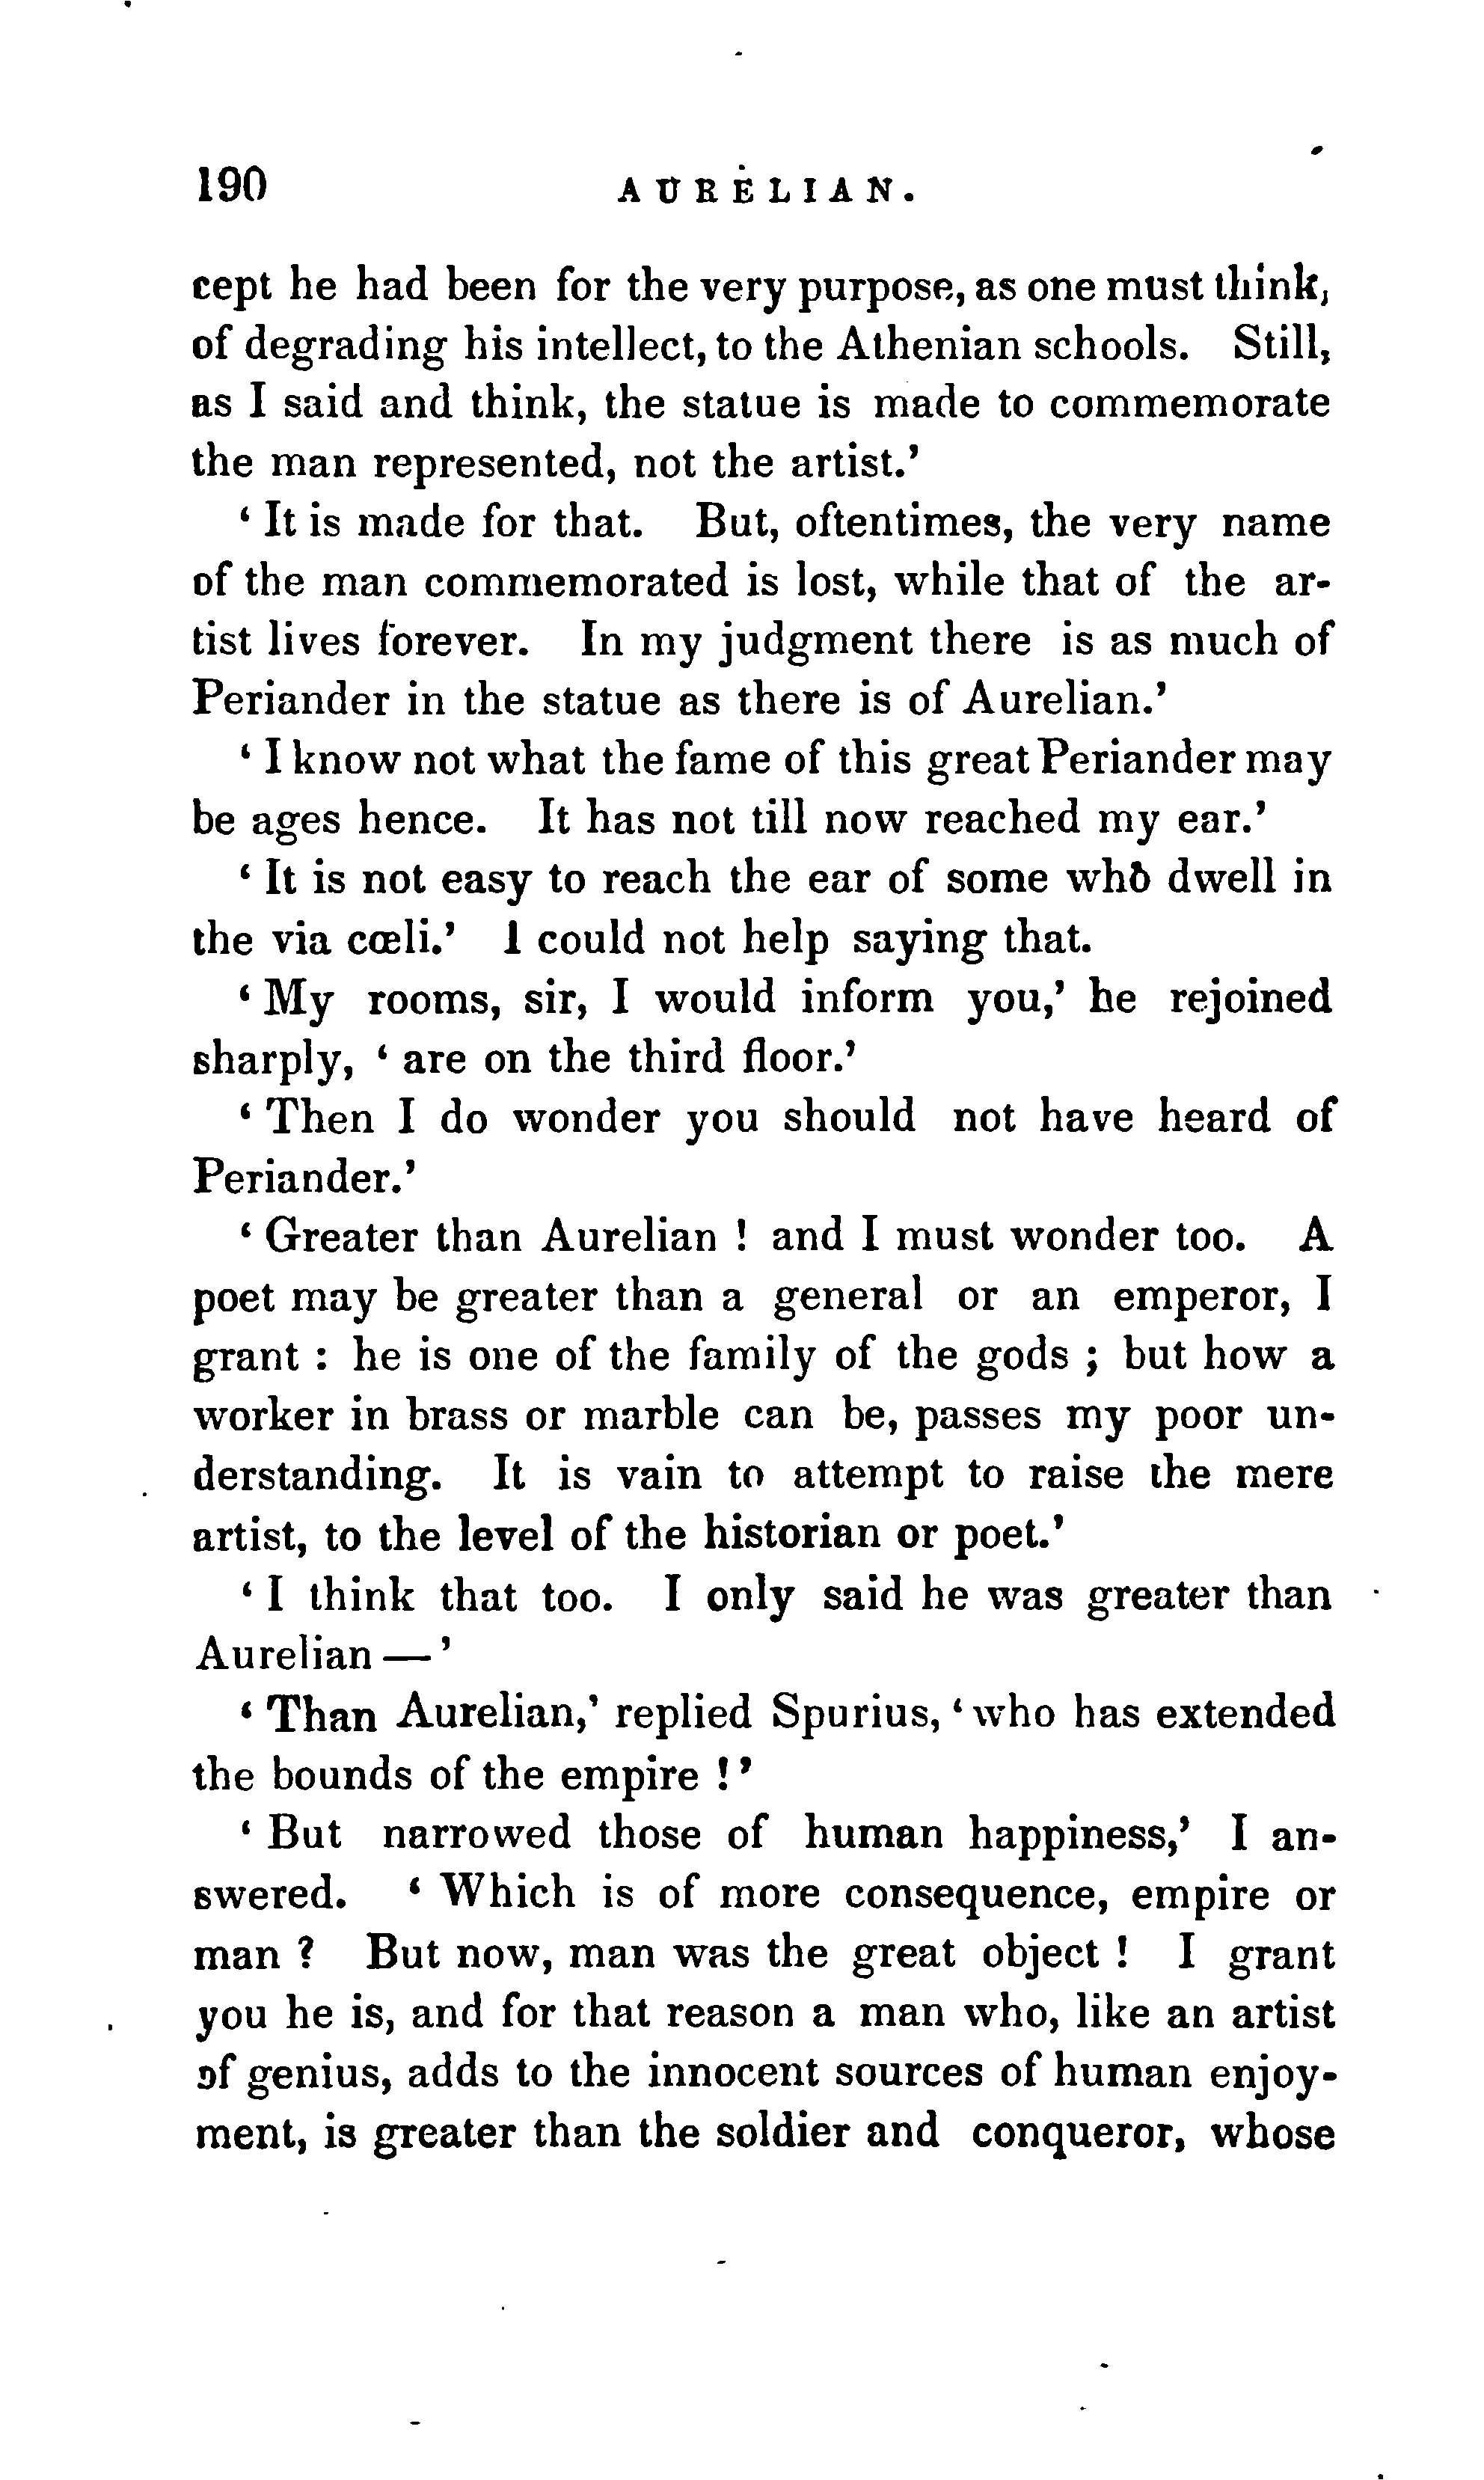 190 AURELIAN.
cept he had been for the very purpose, as one must think,
of degrading his intellect, to the Athenian schools. Still,
as I said and think, the statue is made to commemorate
the man represented, not the artist.’
‘ It is made for that. But, oftentimes, the very name
of the man commemorated is lost, while that of the ar-
tist lives forever. In my judgment there is as much of
Periander in the statue as there is of Aurelian.’
‘ I know not what the fame of this great Periander may
be ages hence. It has not till now reached my ear.’
‘ It is not easy to reach the ear of some who dwell in
the via cœli.’ I could not help saying that.
‘ My rooms, sir, I would inform you,’ he rejoined
sharply, ‘ are on the third floor.’
‘ Then I do wonder you should not have heard of
Periander.’
‘ Greater than Aurelian ! and I must wonder too. A
poet may be greater than a general or an emperor, I
grant : he is one of the family of the gods ; but how a
worker in brass or marble can be, passes my poor un-
derstanding. It is vain to attempt to raise the mere
artist, to the level of the historian or poet.’
‘ I think that too. I only said he was greater than
Aurelian — ’
‘ Than Aurelian,’ replied Spurius, ‘ who has extended
the bounds of the empire ! ’
‘ But narrowed those of human happiness,’ I an-
swered. ‘ Which is of more consequence, empire or
man ? But now, man was the great object ! I grant
you he is, and for that reason a man who, like an artist
of genius, adds to the innocent sources of human enjoy-
ment, is greater than the soldier and conqueror, whose